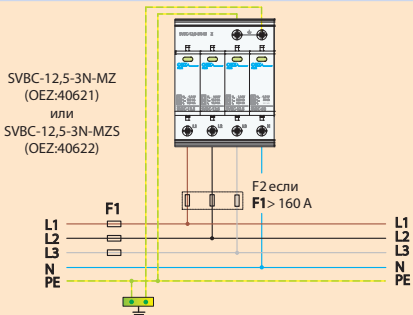 SVBC-12,5-3N-MZ
(OEZ:40621)
или
SVBC-12,5-3N-MZS
(OEZ:40622)
F2 если
F1> 160 A
F1
L1
L2
L3
N
PE
L1
L2
L3
N
PE